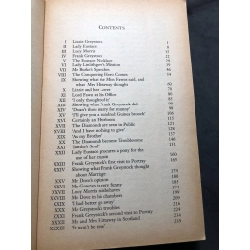 CONTENTS
I Lizzie Greystock
II Lady Eustace
III Lucy Morris
IV Frank Greystock
V The Eustace Necklace
VI Lady Linlithgow's Mission
VII Mr Burke's Speeches
VIII The Conquering Hero Comes
IX Showing what the Miss Fawns said, and what Mrs Hittaway thought
X Lizzie and her lover
XI Lord Fawn at his Office
XII 'I only thought of it'
XIII Showing what Frank Greystock did
XIV 'Doan't thou marry for munny'
XV 'I'll give you a hundred Guinea brooch'
XVI Certainly an Heirloom
XVII The Diamonds are seen in Public
XVIII 'And I have nothing to give'
XIX 'As my Brother'
XX The Diamonds become Troublesome
XXI 'Ianthe's Soul'
XXII Lady Eustace procures a pony for the use of her cousin
XXIII Frank Greystock's first visit to Portray
XXIV Showing what Frank Greystock thought about Marriage
XXV Mr Dove's opinion
XXVI Mr Gowran is very funny
XXVII Lucy Morris misbehaves
XXVIII Mr Dove in his chambers
XXIX 'I had better go away'
XXX Mr Greystock's troubles
XXXI Frank Greystock's second visit to Portray
XXXII Mr and Mrs Hittaway in Scotland
XXXIII 'It won't be true'